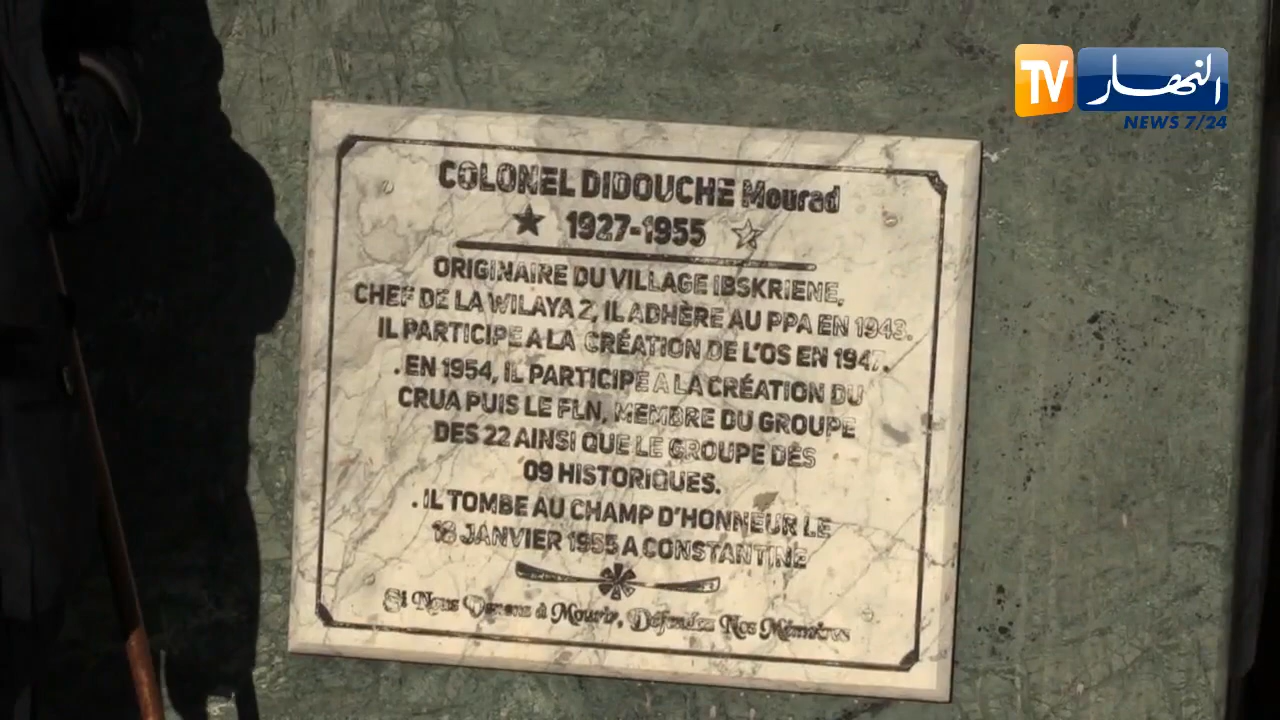 TV النهار
NEWS 7/24
COLONEL DIDOUCHE Mourad
★ 1927-1955 ☆
ORIGINAIRE DU VILLAGE IBSKRIENE,
CHEF DE LA WILAYA 2, IL ADHÈRE AU PPA EN 1943.
IL PARTICIPE A LA CRÉATION DE L'OS EN 1947.
. EN 1954, IL PARTICIPE A LA CRÉATION DU
CRUA PUIS LE FLN, MEMBRE DU GROUPE
DES 22 AINSI QUE LE GROUPE DES
09 HISTORIQUES.
. IL TOMBE AU CHAMP D'HONNEUR LE
18 JANVIER 1955 A CONSTANTINE
Si Nous Venons à Mourir, Défendez Nos Mémoires